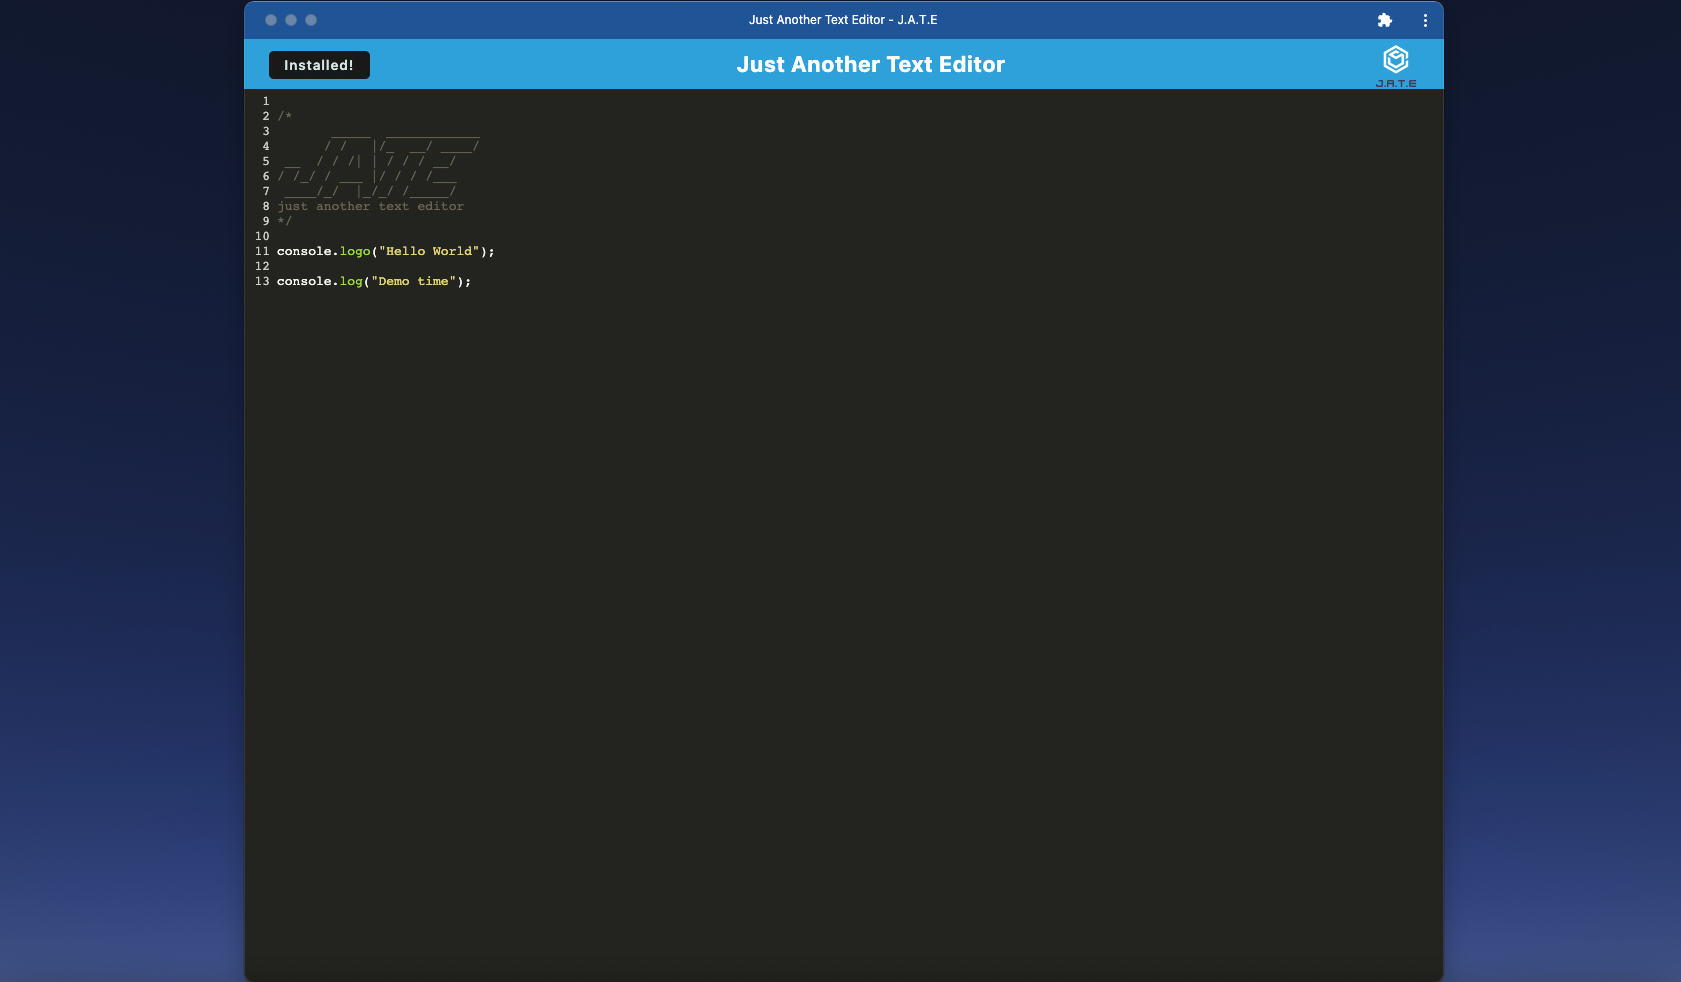 Just Another Text Editor - J.A.T.E
Installed!
Just Another Text Editor
J.A.T.E
1
2 /*
3        _____  ____________
4       / /   |/_  __/ ____/
5  __  / / /| | / / / __/
6 / /_/ / ___ |/ / / /___
7  ____/_/  |_/_/ /_____/
8 just another text editor
9 */
10
11 console.logo("Hello World");
12
13 console.log("Demo time");